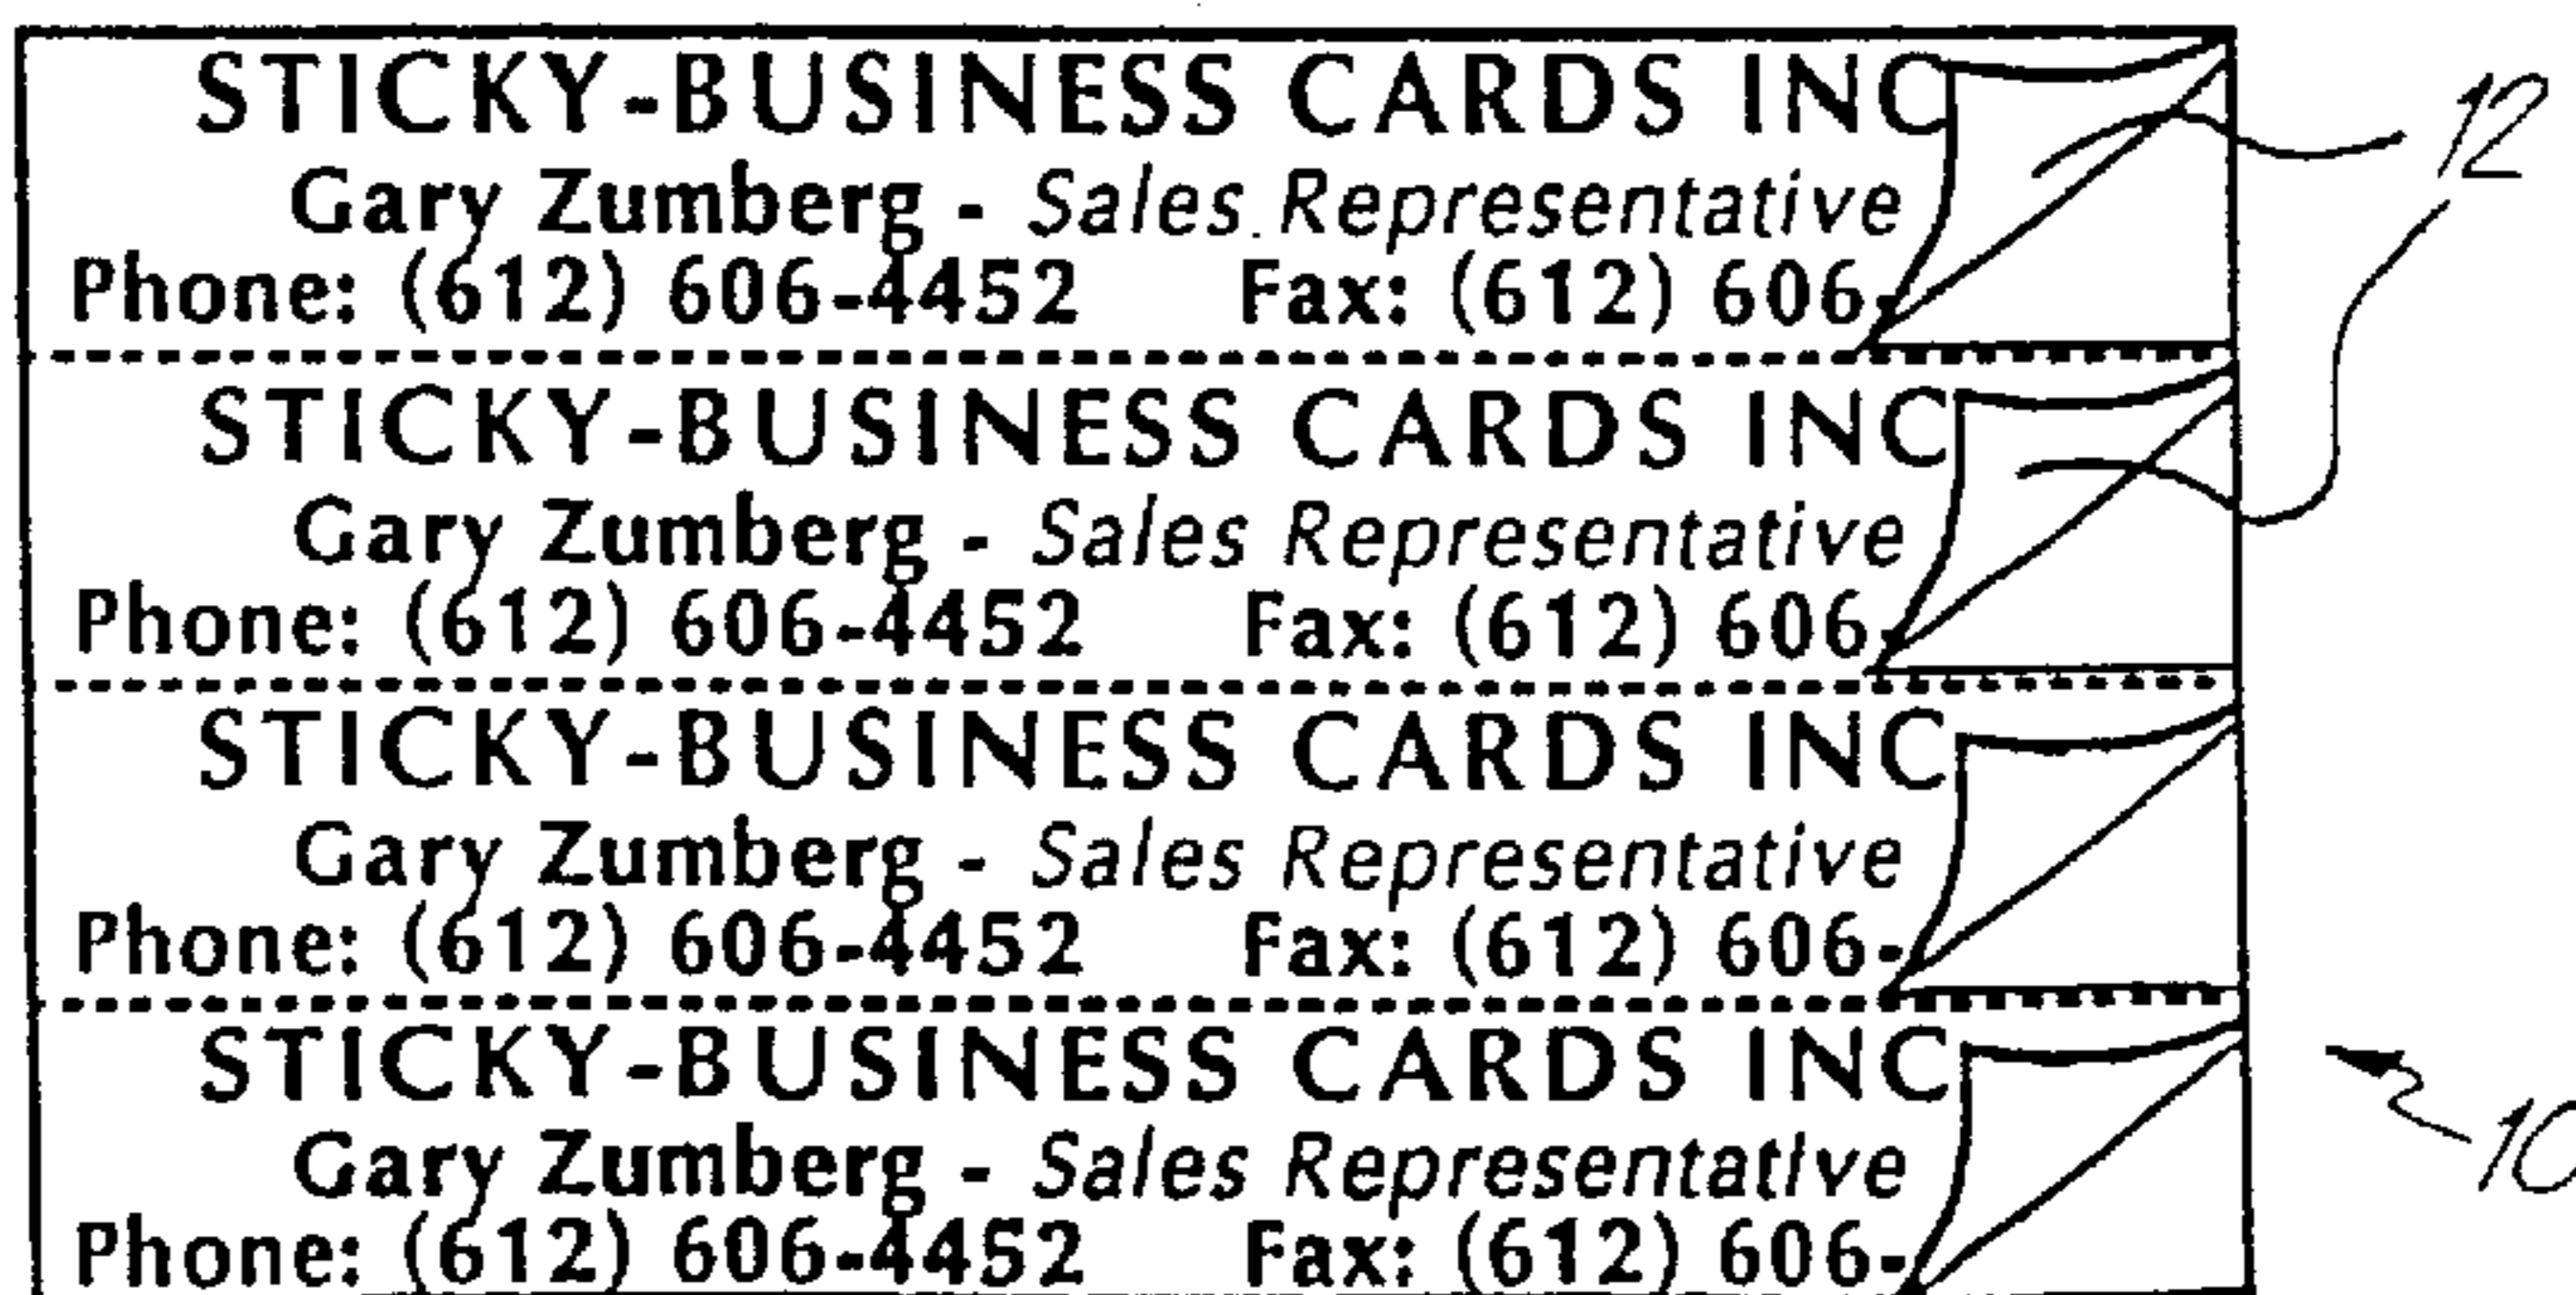 STICKY-BUSINESS CARDS INC
12
Gary Zumberg - Sales Representative
Phone: (612) 606-4452 Fax: (612) 606-
STICKY-BUSINESS CARDS INC
Gary Zumberg - Sales Representative
Phone: (612) 606-4452 Fax: (612) 606-
STICKY-BUSINESS CARDS INC
Gary Zumberg - Sales Representative
Phone: (612) 606-4452 Fax: (612) 606-
STICKY-BUSINESS CARDS INC
Gary Zumberg - Sales Representative
10
Phone: (612) 606-4452 Fax: (612) 606-